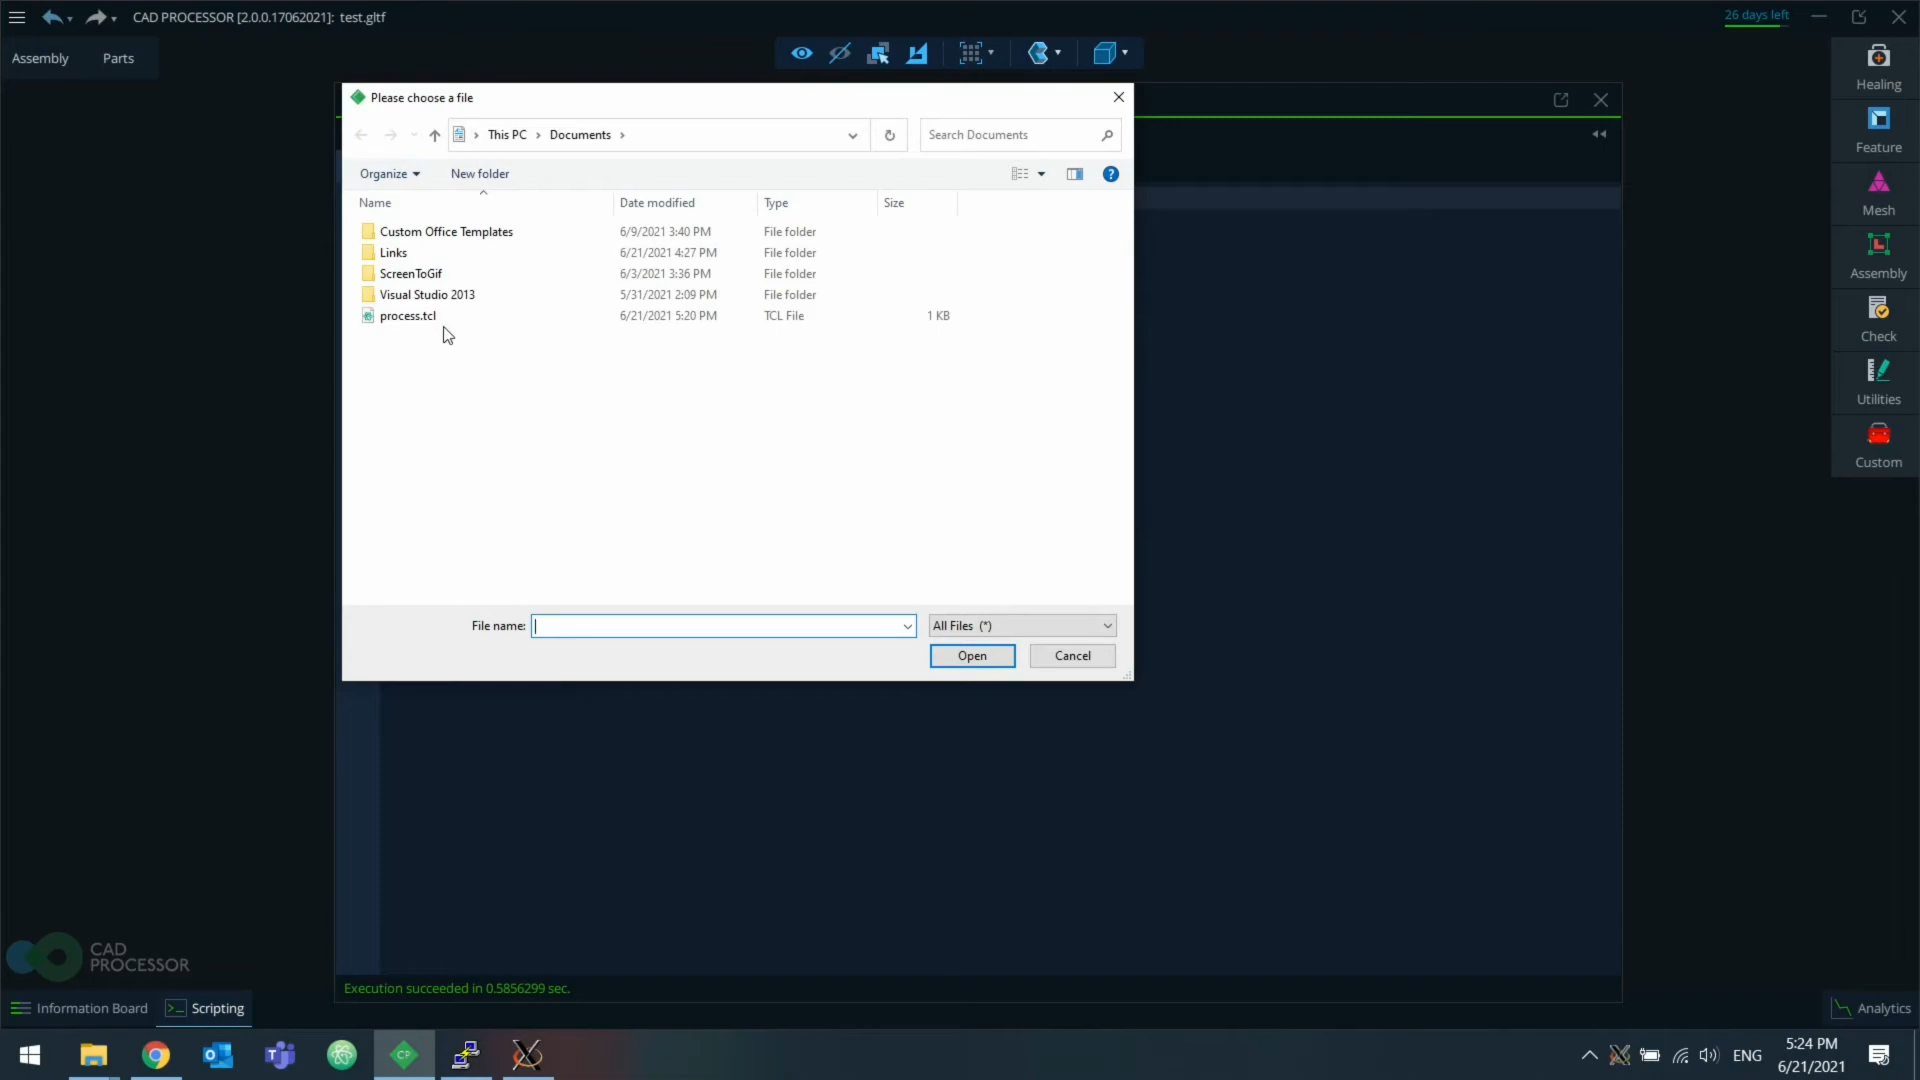 CAD PROCESSOR [2.0.0.17062021]: test.gltf
26 days left
Assembly Parts
Healing
Feature
Mesh
Assembly
Check
Utilities
Custom
Please choose a file
This PC > Documents >
Search Documents
Organize
New folder
Name Date modified Type Size
Custom Office Templates 6/9/2021 3:40 PM File folder
Links 6/21/2021 4:27 PM File folder
ScreenToGif 6/3/2021 3:36 PM File folder
Visual Studio 2013 5/31/2021 2:09 PM File folder
process.tcl 6/21/2021 5:20 PM TCL File 1 KB
File name:
All Files (*)
Open Cancel
CAD
PROCESSOR
Execution succeeded in 0.5856299 sec.
Information Board
Scripting
Analytics
CP
ENG
5:24 PM
6/21/2021